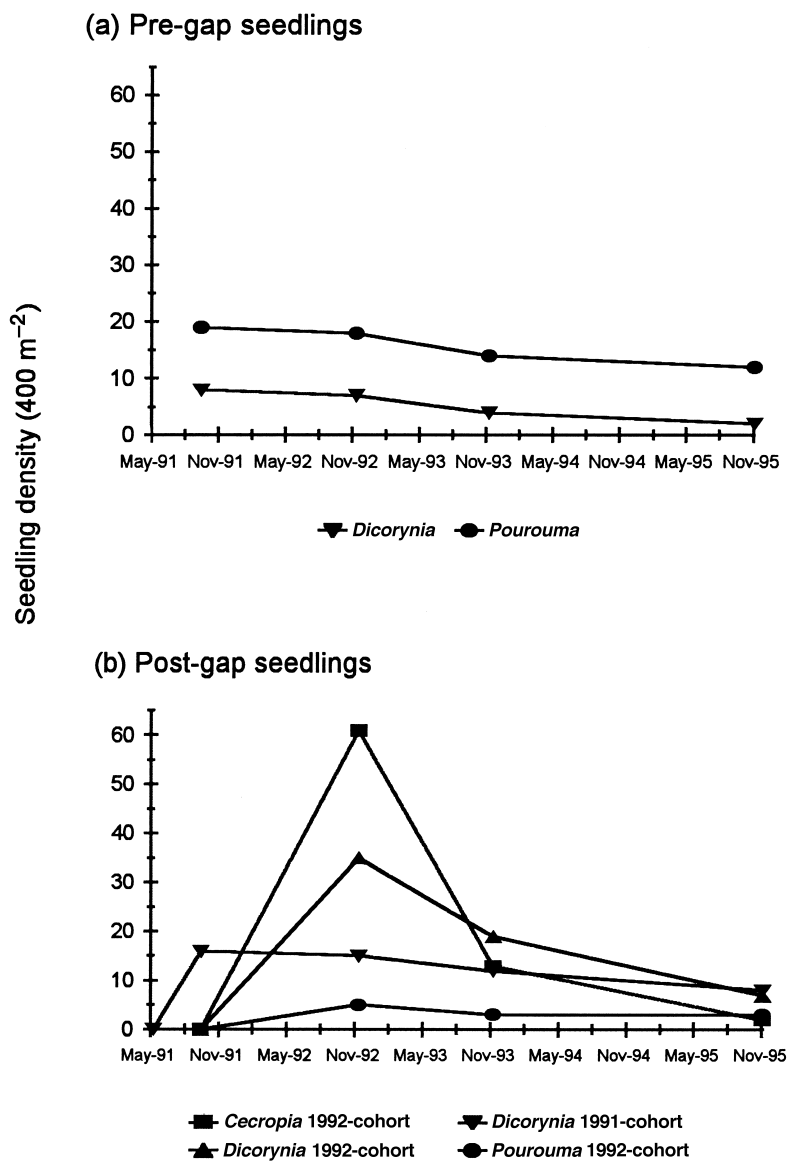 (a) Pre-gap seedlings
60
50
40
30
20
10
0
May-91 Nov-91 May-92 Nov-92 May-93 Nov-93 May-94 Nov-94 May-95 Nov-95
Dicorynia Pourouma
Seedling density (400 m⁻²)
(b) Post-gap seedlings
60
50
40
30
20
10
0
May-91 Nov-91 May-92 Nov-92 May-93 Nov-93 May-94 Nov-94 May-95 Nov-95
Cecropia 1992-cohort Dicorynia 1991-cohort
Dicorynia 1992-cohort Pourouma 1992-cohort